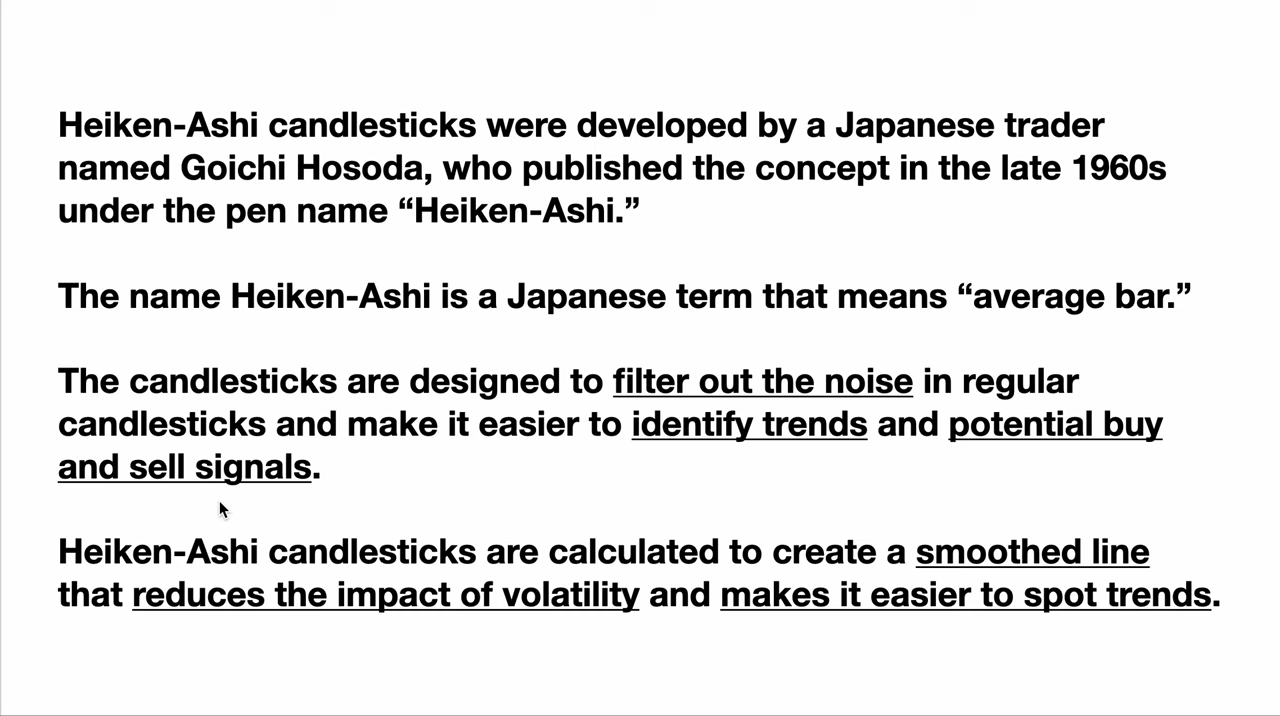 Heiken-Ashi candlesticks were developed by a Japanese trader
named Goichi Hosoda, who published the concept in the late 1960s
under the pen name “Heiken-Ashi.”
The name Heiken-Ashi is a Japanese term that means “average bar.”
The candlesticks are designed to filter out the noise in regular
candlesticks and make it easier to identify trends and potential buy
and sell signals.
Heiken-Ashi candlesticks are calculated to create a smoothed line
that reduces the impact of volatility and makes it easier to spot trends.